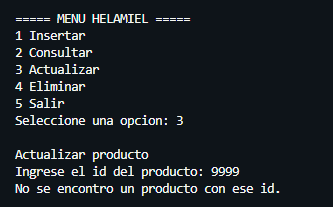 ===== MENU HELAMIEL =====
1 Insertar
2 Consultar
3 Actualizar
4 Eliminar
5 Salir
Seleccione una opcion: 3

Actualizar producto
Ingrese el id del producto: 9999
No se encontro un producto con ese id.